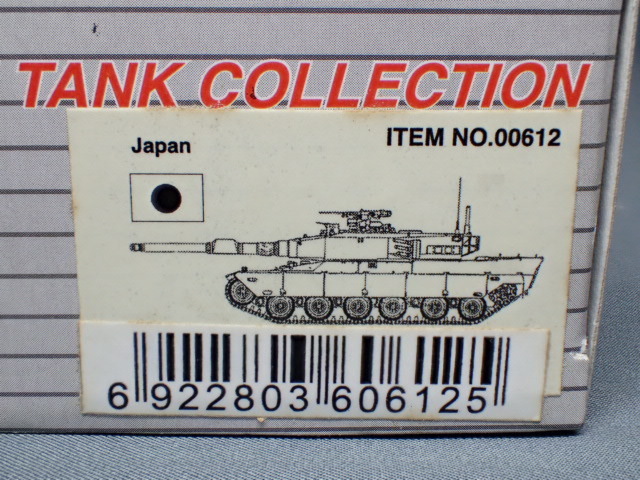 TANK COLLECTION
Japan
ITEM NO.00612
6 922803 606125